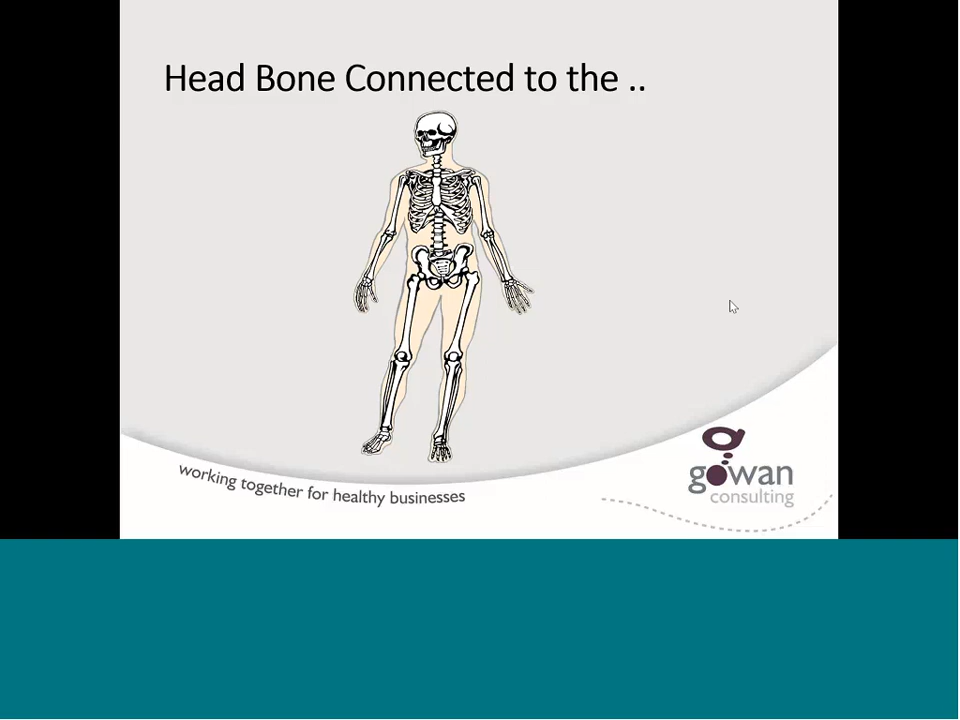 Head Bone Connected to the ..
working together for healthy businesses
gowan
consulting